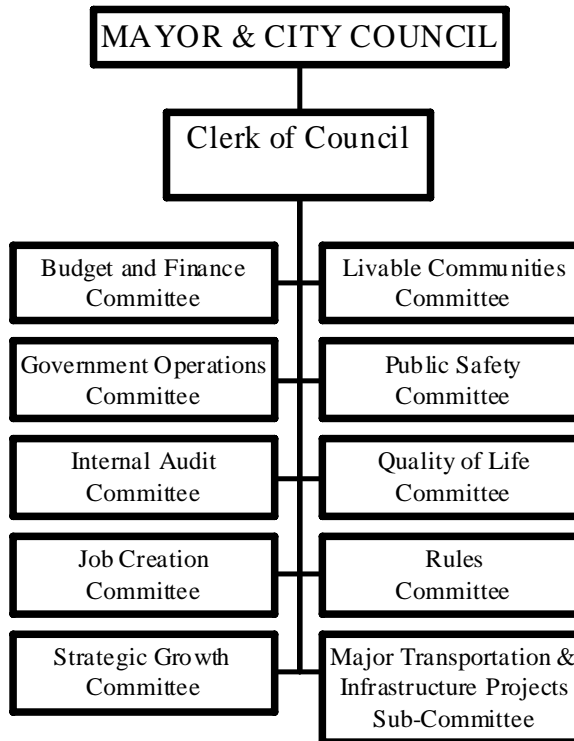 MAYOR & CITY COUNCIL
Clerk of Council
Budget and Finance
Committee
Livable Communities
Committee
Government Operations
Committee
Public Safety
Committee
Internal Audit
Committee
Quality of Life
Committee
Job Creation
Committee
Rules
Committee
Strategic Growth
Committee
Major Transportation &
Infrastructure Projects
Sub-Committee